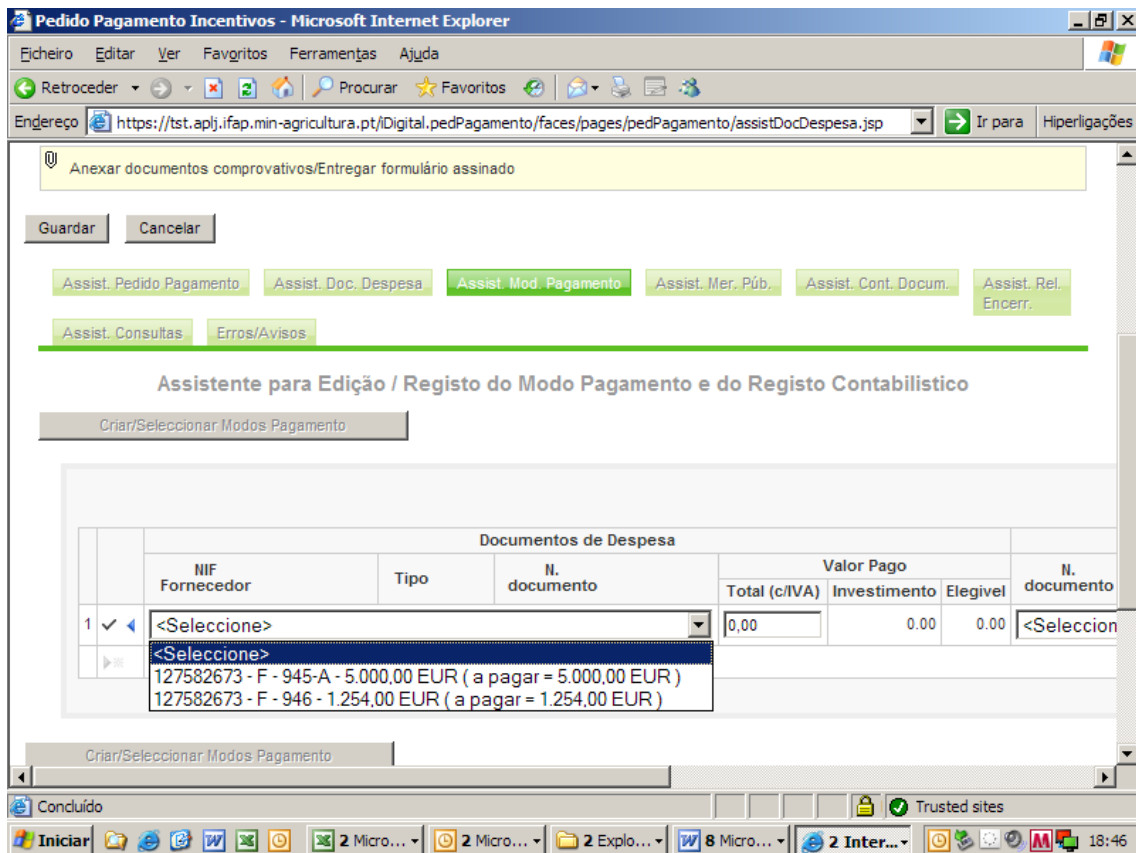 Pedido Pagamento Incentivos - Microsoft Internet Explorer
Ficheiro Editar Ver Favoritos Ferramentas Ajuda
Retroceder Procurar Favoritos
Endereço https://tst.aplj.ifap.min-agricultura.pt/iDigital.pedPagamento/faces/pages/pedPagamento/assistDocDespesa.jsp Ir para Hiperligações
Anexar documentos comprovativos/Entregar formulário assinado
Guardar Cancelar
Assist. Pedido Pagamento Assist. Doc. Despesa Assist. Mod. Pagamento Assist. Mer. Púb. Assist. Cont. Docum. Assist. Rel. Encerr.
Assist. Consultas Erros/Avisos
Assistente para Edição / Registo do Modo Pagamento e do Registo Contabilistico
Criar/Seleccionar Modos Pagamento
Documentos de Despesa
NIF Fornecedor Tipo N. documento Valor Pago N. documento
Total (c/IVA) Investimento Elegivel
1 <Seleccione> 0,00 0.00 0.00 <Seleccion
<Seleccione>
127582673 - F - 945-A - 5.000,00 EUR ( a pagar = 5.000,00 EUR )
127582673 - F - 946 - 1.254,00 EUR ( a pagar = 1.254,00 EUR )
Criar/Seleccionar Modos Pagamento
Concluído Trusted sites
Iniciar 2 Micro... 2 Micro... 2 Explo... 8 Micro... 2 Inter... 18:46